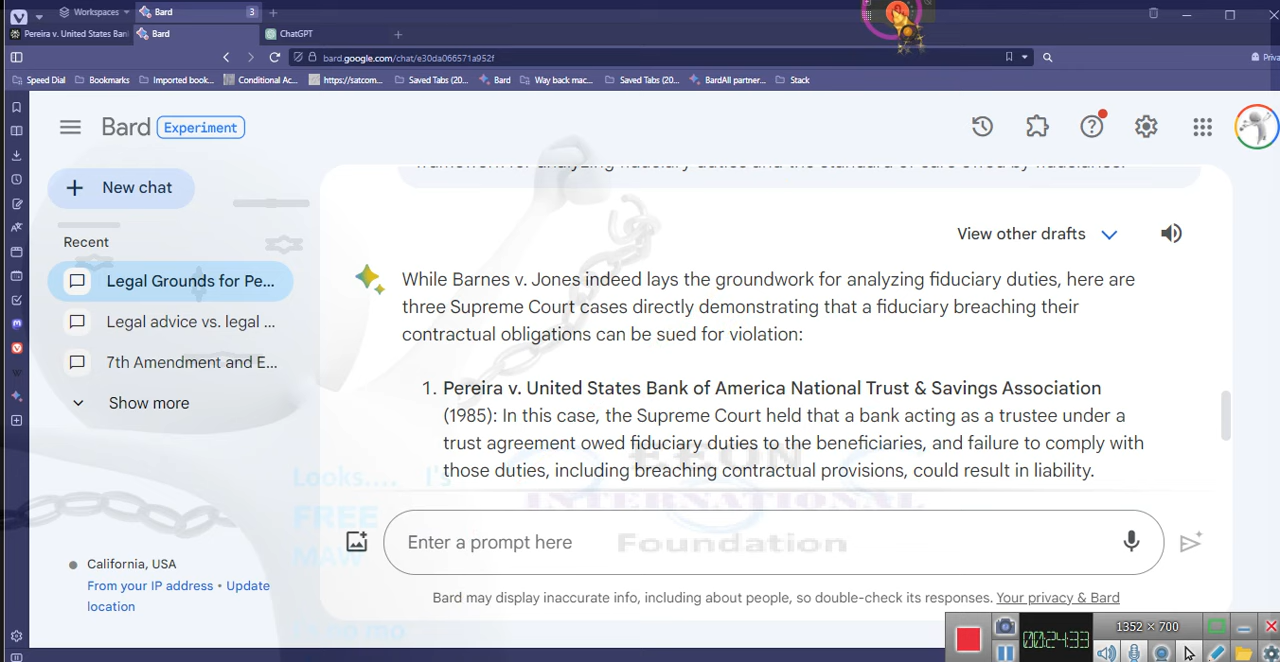 Workspaces
Bard
3
Pereira v. United States Ban
Bard
ChatGPT
bard.google.com/chat/e30da066571a952f
Priva
Speed Dial
Bookmarks
Imported book...
Conditional Ac...
https://satcom...
Saved Tabs (20...
Bard
Way back mac...
Saved Tabs (20...
BardAll partner...
Stack
Bard
Experiment
New chat
Recent
Legal Grounds for Pe...
Legal advice vs. legal ...
7th Amendment and E...
Show more
California, USA
From your IP address • Update
location
View other drafts
While Barnes v. Jones indeed lays the groundwork for analyzing fiduciary duties, here are
three Supreme Court cases directly demonstrating that a fiduciary breaching their
contractual obligations can be sued for violation:
1. Pereira v. United States Bank of America National Trust & Savings Association
(1985): In this case, the Supreme Court held that a bank acting as a trustee under a
trust agreement owed fiduciary duties to the beneficiaries, and failure to comply with
those duties, including breaching contractual provisions, could result in liability.
Looks.... I's
FREE
MAW
INTERNATIONAL
Foundation
Enter a prompt here
Bard may display inaccurate info, including about people, so double-check its responses. Your privacy & Bard
1352 × 700
00:24:33